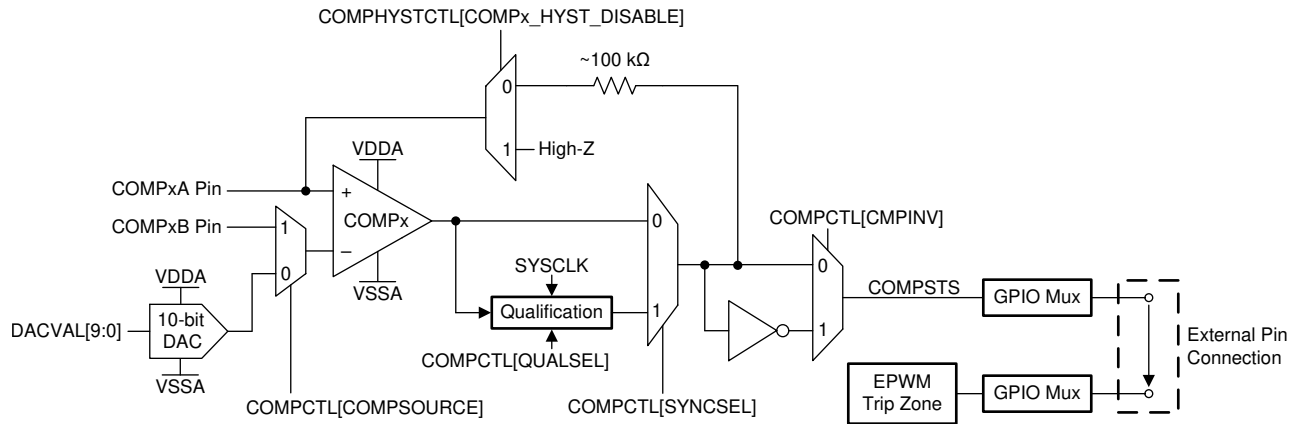 COMPHYSTCTL[COMPx_HYST_DISABLE]
~100 kΩ
0
1
High-Z
VDDA
COMPxA Pin
+
COMPx
COMPxB Pin
1
–
0
VSSA
VDDA
DACVAL[9:0]
10-bit
DAC
VSSA
COMPCTL[COMPSOURCE]
SYSCLK
Qualification
COMPCTL[QUALSEL]
0
1
COMPCTL[SYNCSEL]
COMPCTL[CMPINV]
0
1
COMPSTS
GPIO Mux
External Pin
Connection
EPWM
Trip Zone
GPIO Mux